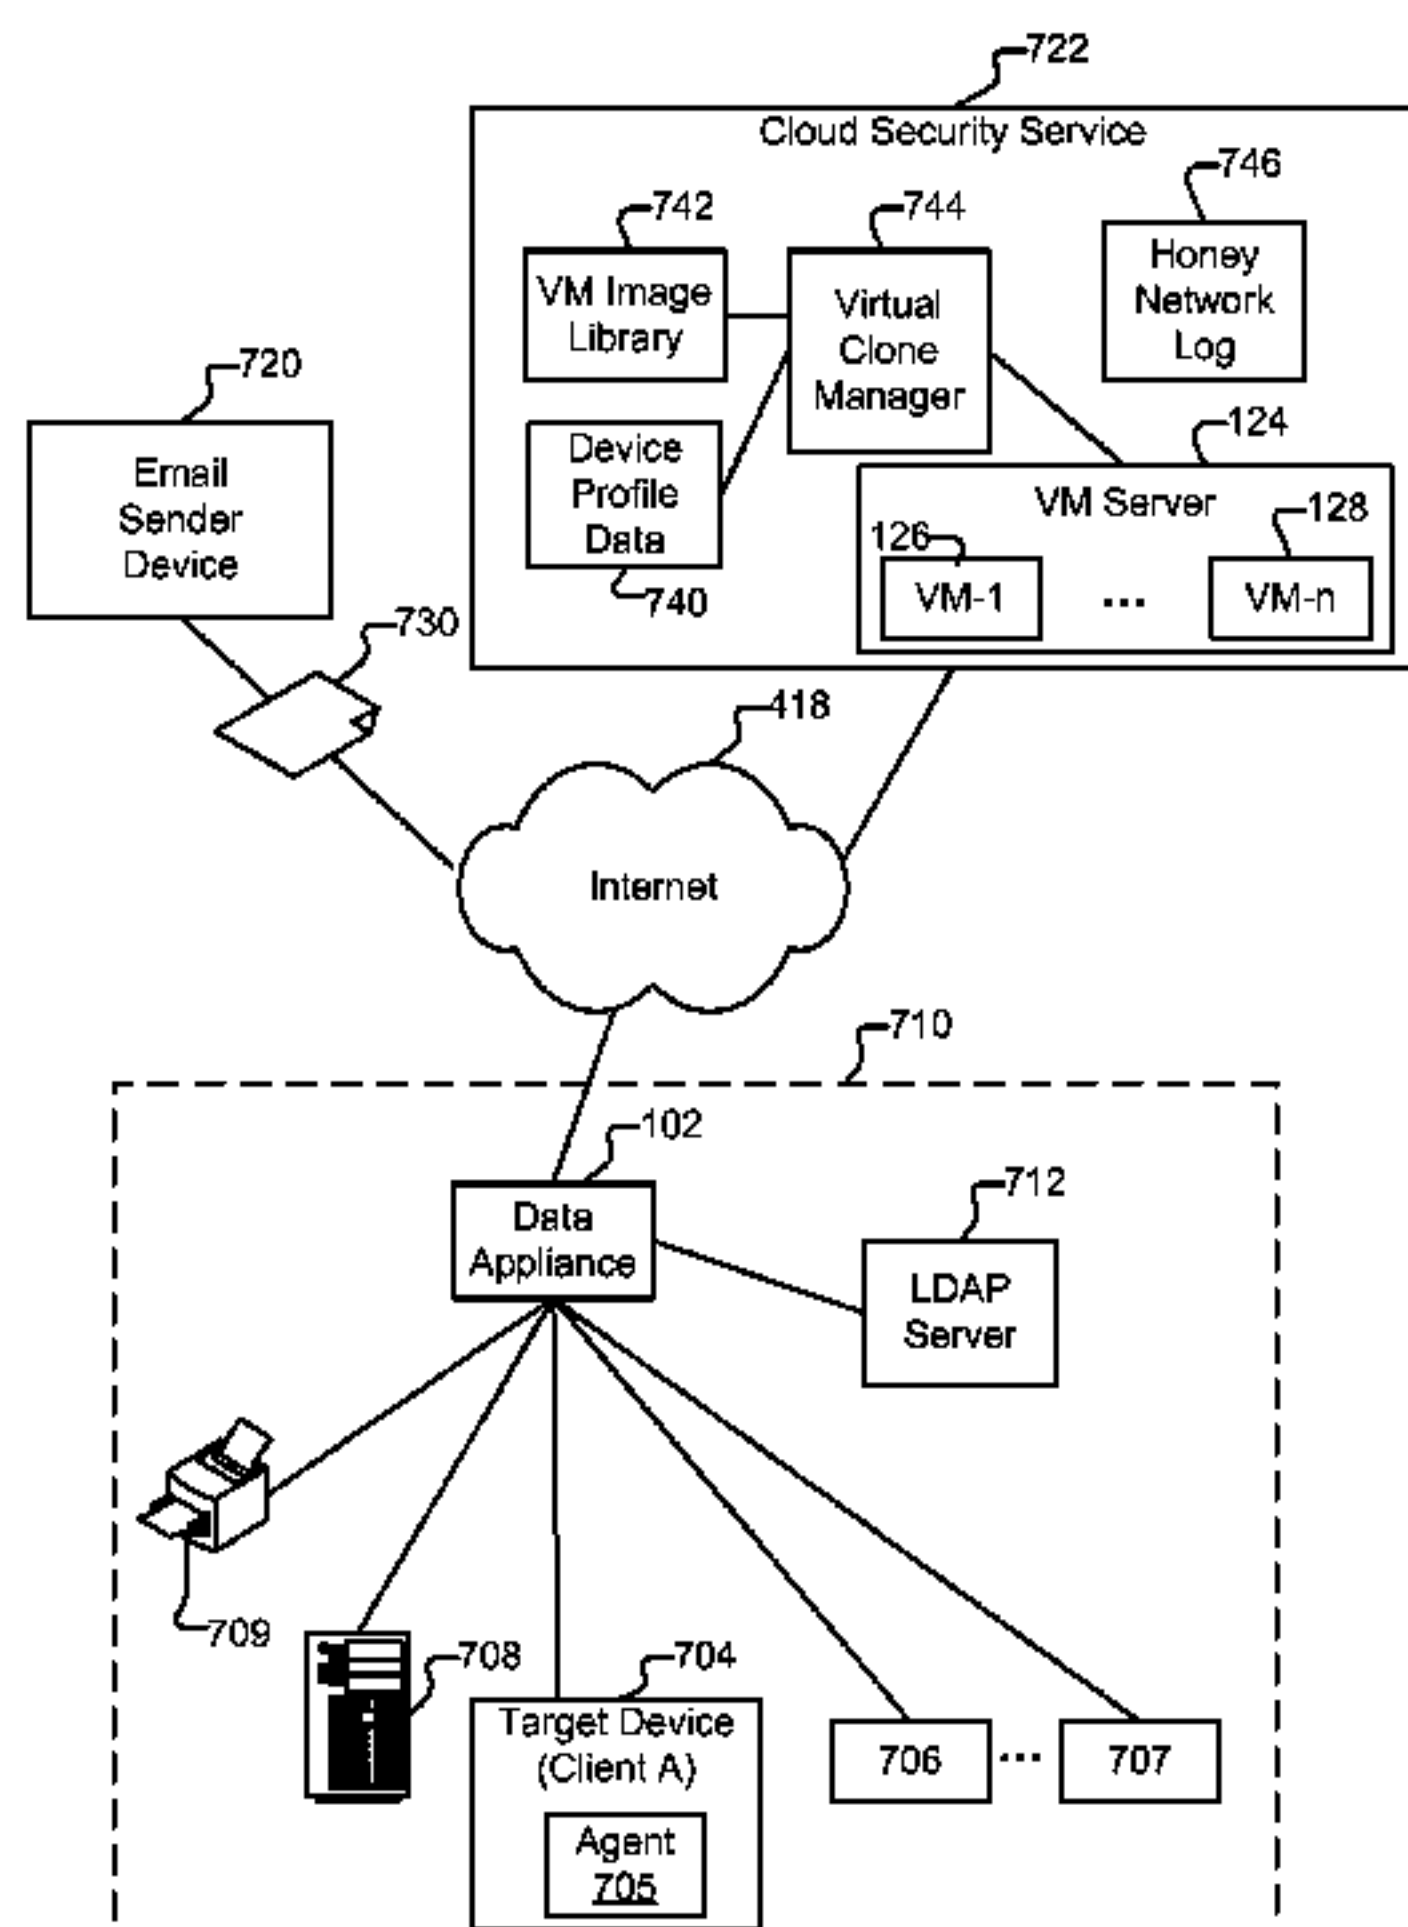 722
Cloud Security Service
742
744
746
VM Image
Library
Virtual
Clone
Manager
Honey
Network
Log
720
Email
Sender
Device
Device
Profile
Data
740
124
VM Server
126
128
VM-1
...
VM-n
730
418
Internet
710
102
Data
Appliance
712
LDAP
Server
709
708
704
Target Device
(Client A)
Agent
705
706
...
707